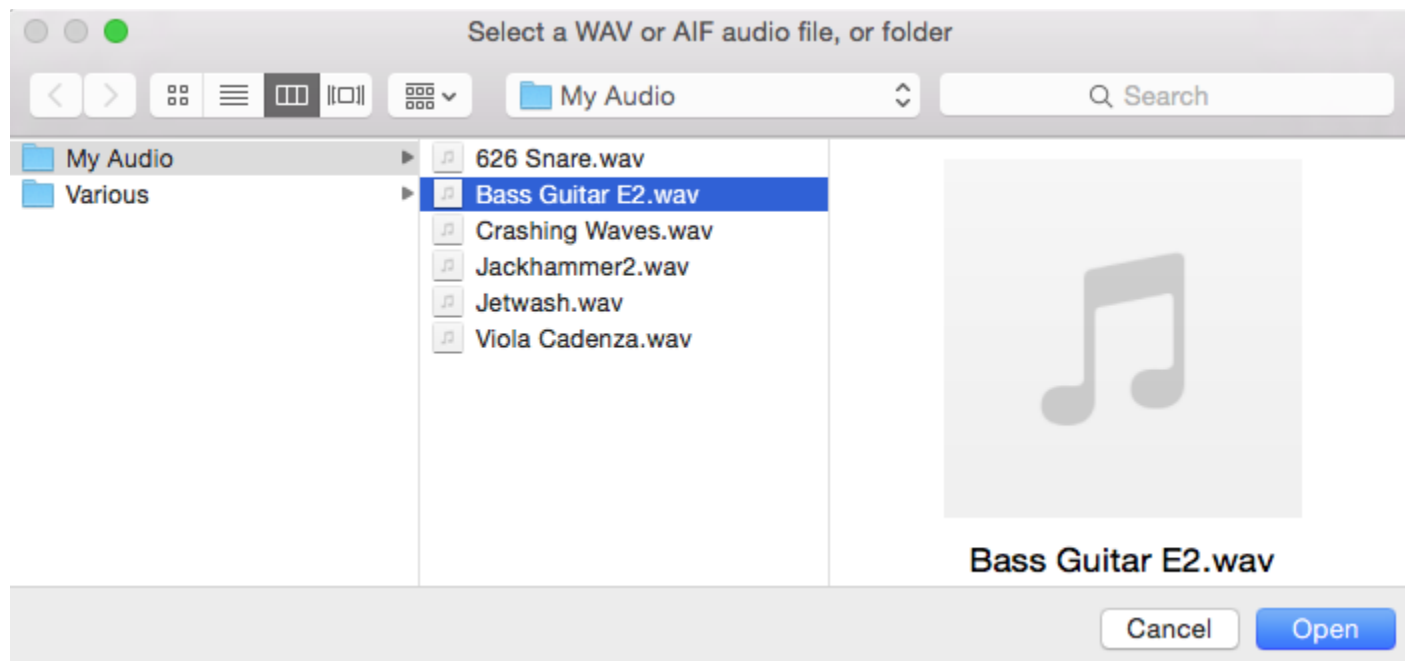 Select a WAV or AIF audio file, or folder
My Audio
Search
My Audio
Various
626 Snare.wav
Bass Guitar E2.wav
Crashing Waves.wav
Jackhammer2.wav
Jetwash.wav
Viola Cadenza.wav
Bass Guitar E2.wav
Cancel
Open